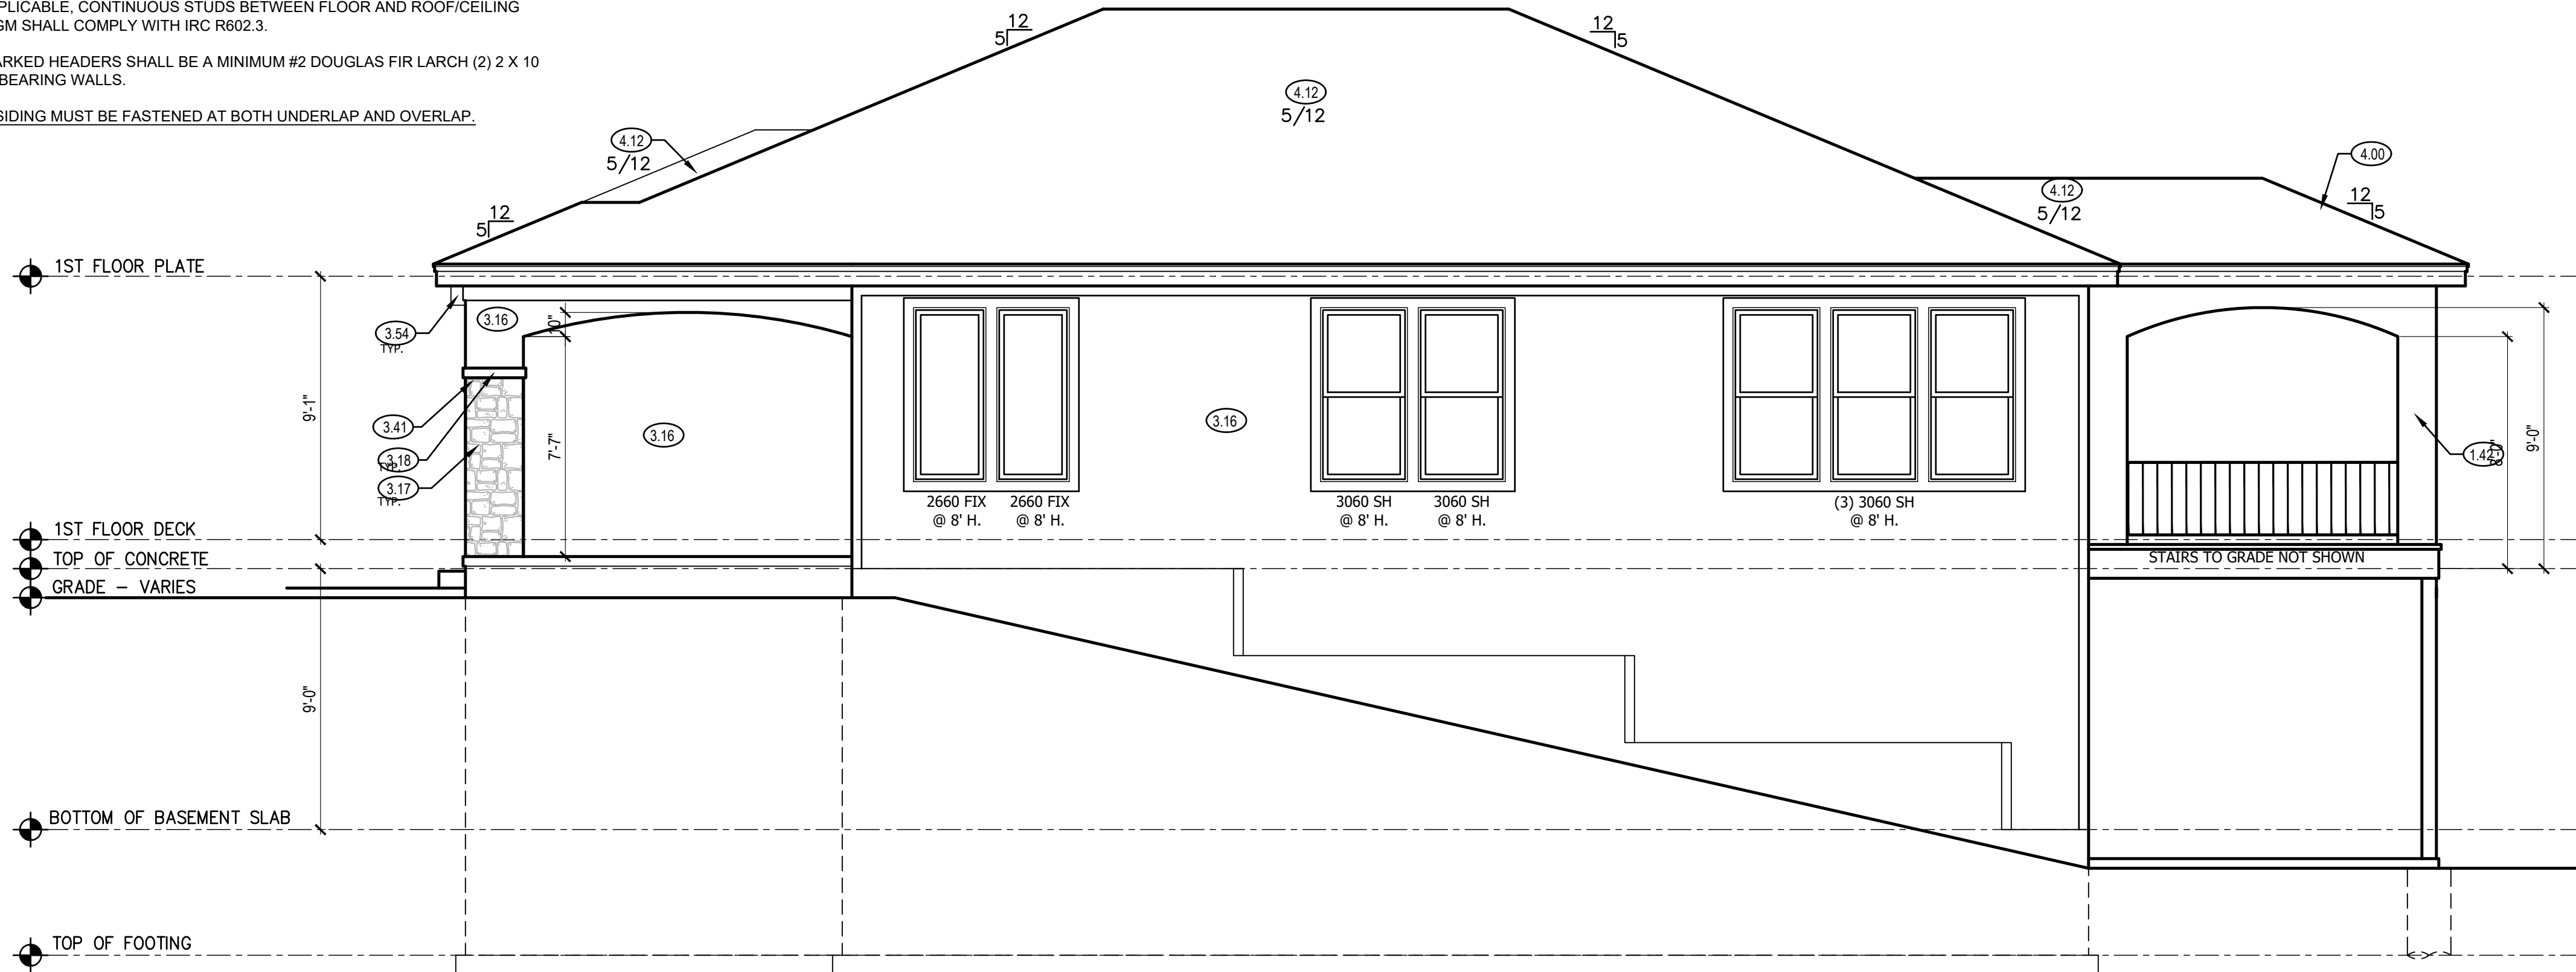 PLICABLE, CONTINUOUS STUDS BETWEEN FLOOR AND ROOF/CEILING
GM SHALL COMPLY WITH IRC R602.3.
ARKED HEADERS SHALL BE A MINIMUM #2 DOUGLAS FIR LARCH (2) 2 X 10
BEARING WALLS.
SIDING MUST BE FASTENED AT BOTH UNDERLAP AND OVERLAP.
12
5
12
5
4.12
5/12
4.12
5/12
4.00
4.12
5/12
12
5
12
5
1ST FLOOR PLATE
3.54
TYP.
3.16
10"
9'-1"
3.41
3.18
TYP.
3.17
TYP.
7'-7"
3.16
3.16
2660 FIX
@ 8' H.
2660 FIX
@ 8' H.
3060 SH
@ 8' H.
3060 SH
@ 8' H.
(3) 3060 SH
@ 8' H.
1.42
9'-0"
1ST FLOOR DECK
TOP OF CONCRETE
GRADE – VARIES
STAIRS TO GRADE NOT SHOWN
9'-0"
BOTTOM OF BASEMENT SLAB
TOP OF FOOTING